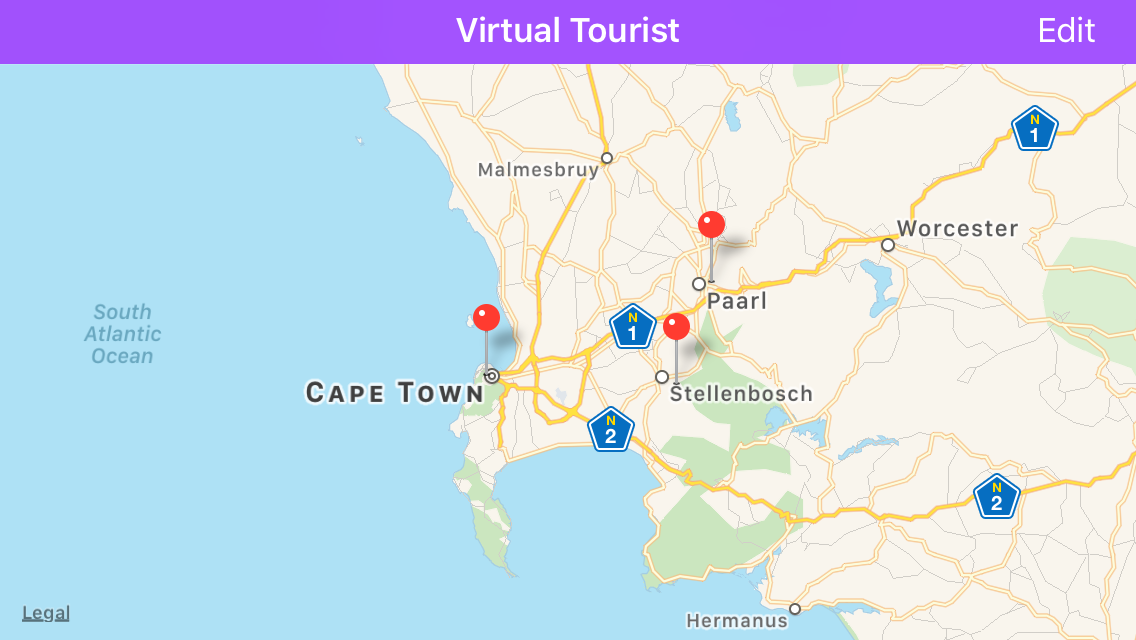 Virtual Tourist
Edit
N
1
Malmesbruy
Worcester
Paarl
South
Atlantic
Ocean
N
1
CAPE TOWN
Stellenbosch
N
2
N
2
Legal
Hermanus